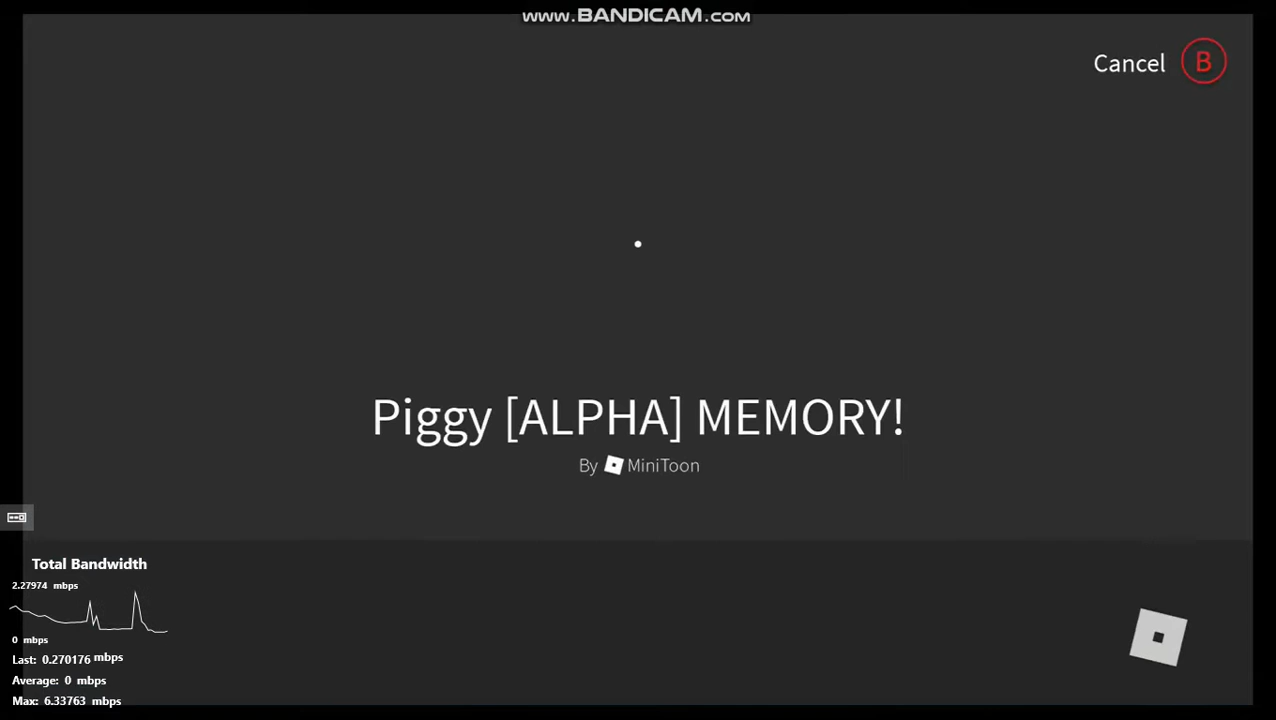 www.BANDICAM.COM
Cancel B
Piggy [ALPHA] MEMORY!
By MiniToon
Total Bandwidth
2.27974 mbps
0 mbps
Last: 0.270176 mbps
Average: 0 mbps
Max: 6.33763 mbps